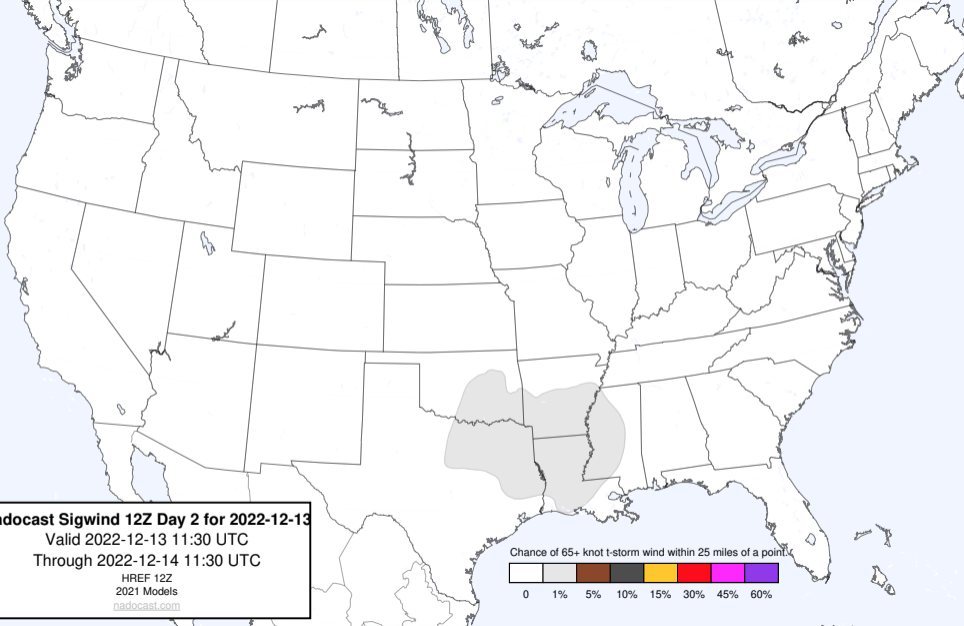 adocast Sigwind 12Z Day 2 for 2022-12-13
Valid 2022-12-13 11:30 UTC
Through 2022-12-14 11:30 UTC
HREF 12Z
2021 Models
nadocast.com
Chance of 65+ knot t-storm wind within 25 miles of a point.
0 1% 5% 10% 15% 30% 45% 60%